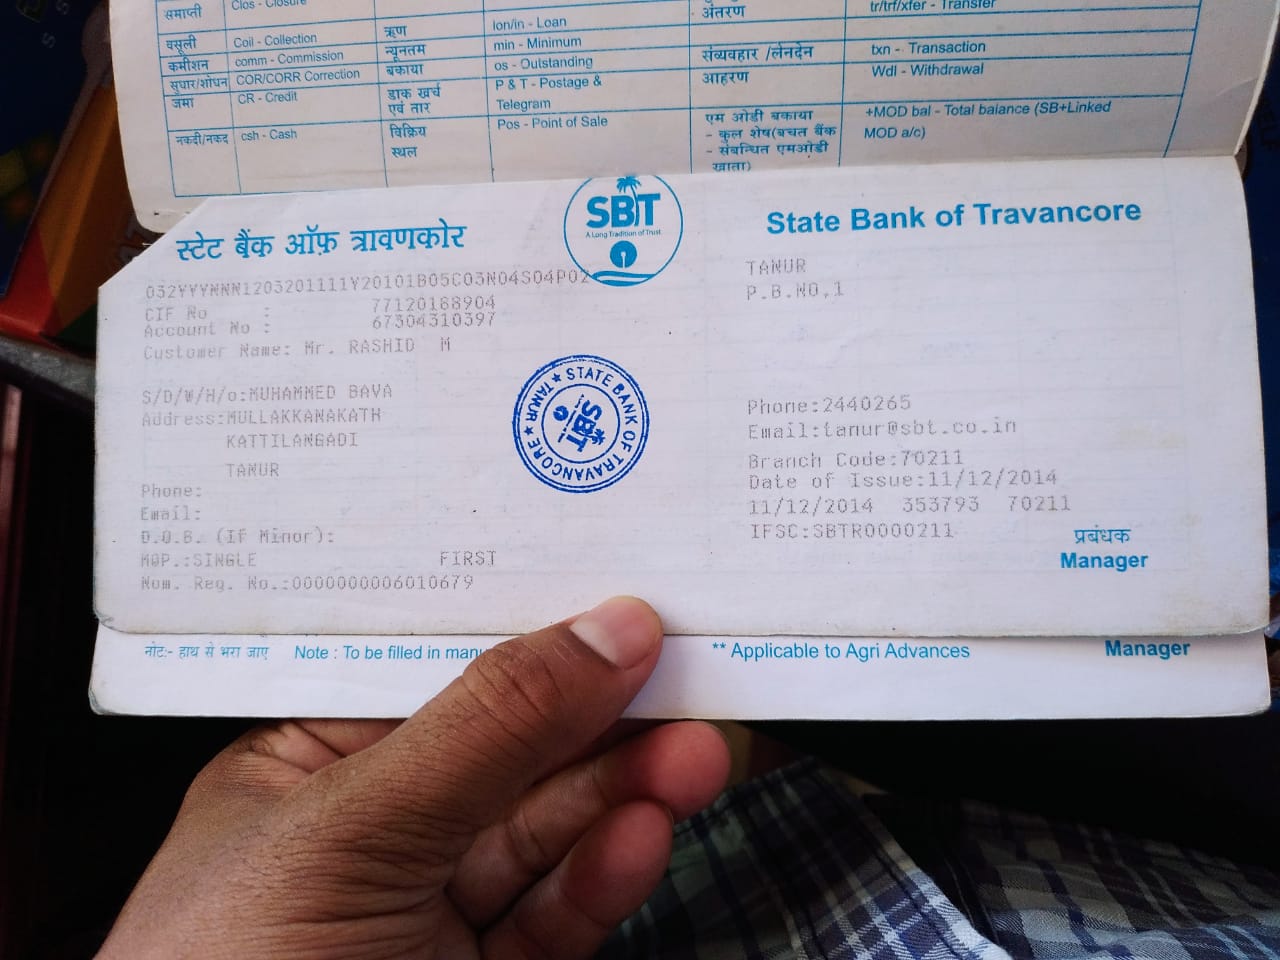 समाप्ती Clos - Closure अंतरण tr/trf/xfer - Transfer
वसूली Coll - Collection ऋण lon/in - Loan
कमीशन comm - Commission न्यूनतम min - Minimum संव्यवहार /लेनदेन txn - Transaction
सुधार/शोधन COR/CORR Correction बकाया os - Outstanding आहरण Wdl - Withdrawal
जमा CR - Credit डाक खर्च एवं तार P & T - Postage & Telegram
नकदी/नकद csh - Cash विक्रिय स्थल Pos - Point of Sale
एम ओडी बकाया +MOD bal - Total balance (SB+Linked
- कुल शेष(बचत बैंक MOD a/c)
- संबन्धित एमओडी
खाता)
स्टेट बैंक ऑफ़ त्रावणकोर
SBT
A Long Tradition of Trust
State Bank of Travancore
032YYYNNN1203201111Y20101B05C03N04S04P02
CIF No : 77120188904
Account No : 67304310397
Customer Name: Mr. RASHID M
S/D/W/H/o:MUHAMMED BAVA
Address:MULLAKKANAKATH
KATTILANGADI
TANUR
Phone:
Email:
D.O.B. (If Minor):
MOP.:SINGLE FIRST
Nom. Reg. No.:0000000006010679
★ STATE BANK OF TRAVANCORE ★ TANUR
SBT
TANUR
P.B.NO,1
Phone:2440265
Email:tanur@sbt.co.in
Branch Code:70211
Date of Issue:11/12/2014
11/12/2014 353793 70211
IFSC:SBTR0000211
प्रबंधक
Manager
नोट:- हाथ से भरा जाए Note : To be filled in manu ** Applicable to Agri Advances Manager